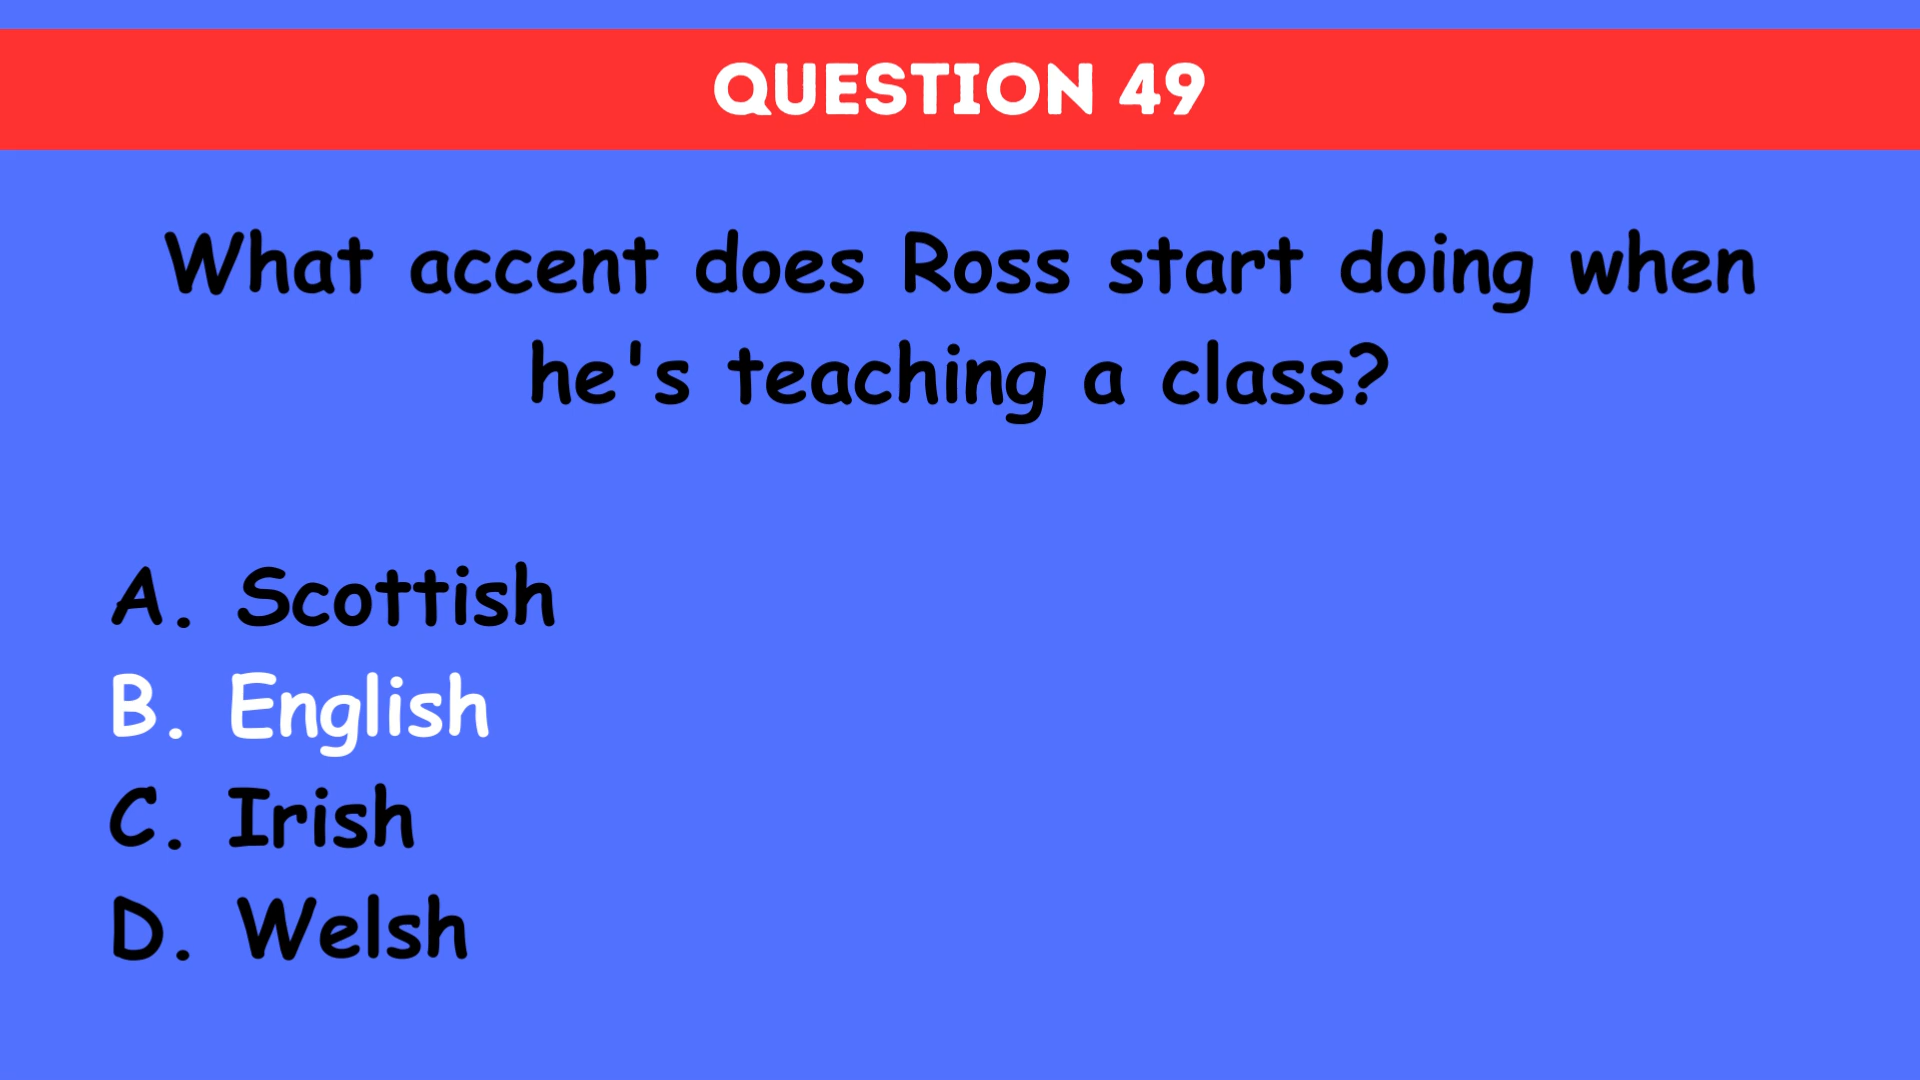 QUESTION 49
What accent does Ross start doing when
he's teaching a class?
A. Scottish
B. English
C. Irish
D. Welsh